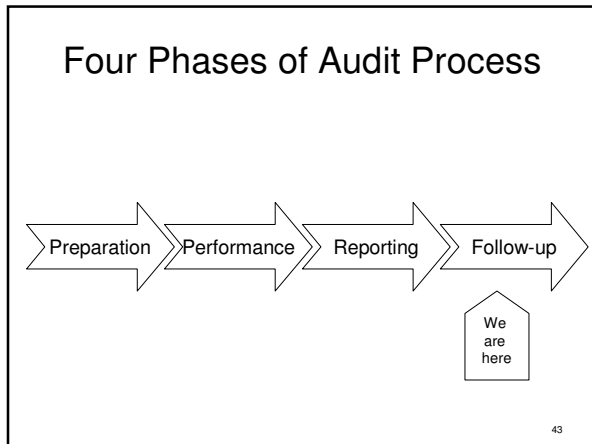 Four Phases of Audit Process
Preparation Performance Reporting Follow-up
We
are
here
43